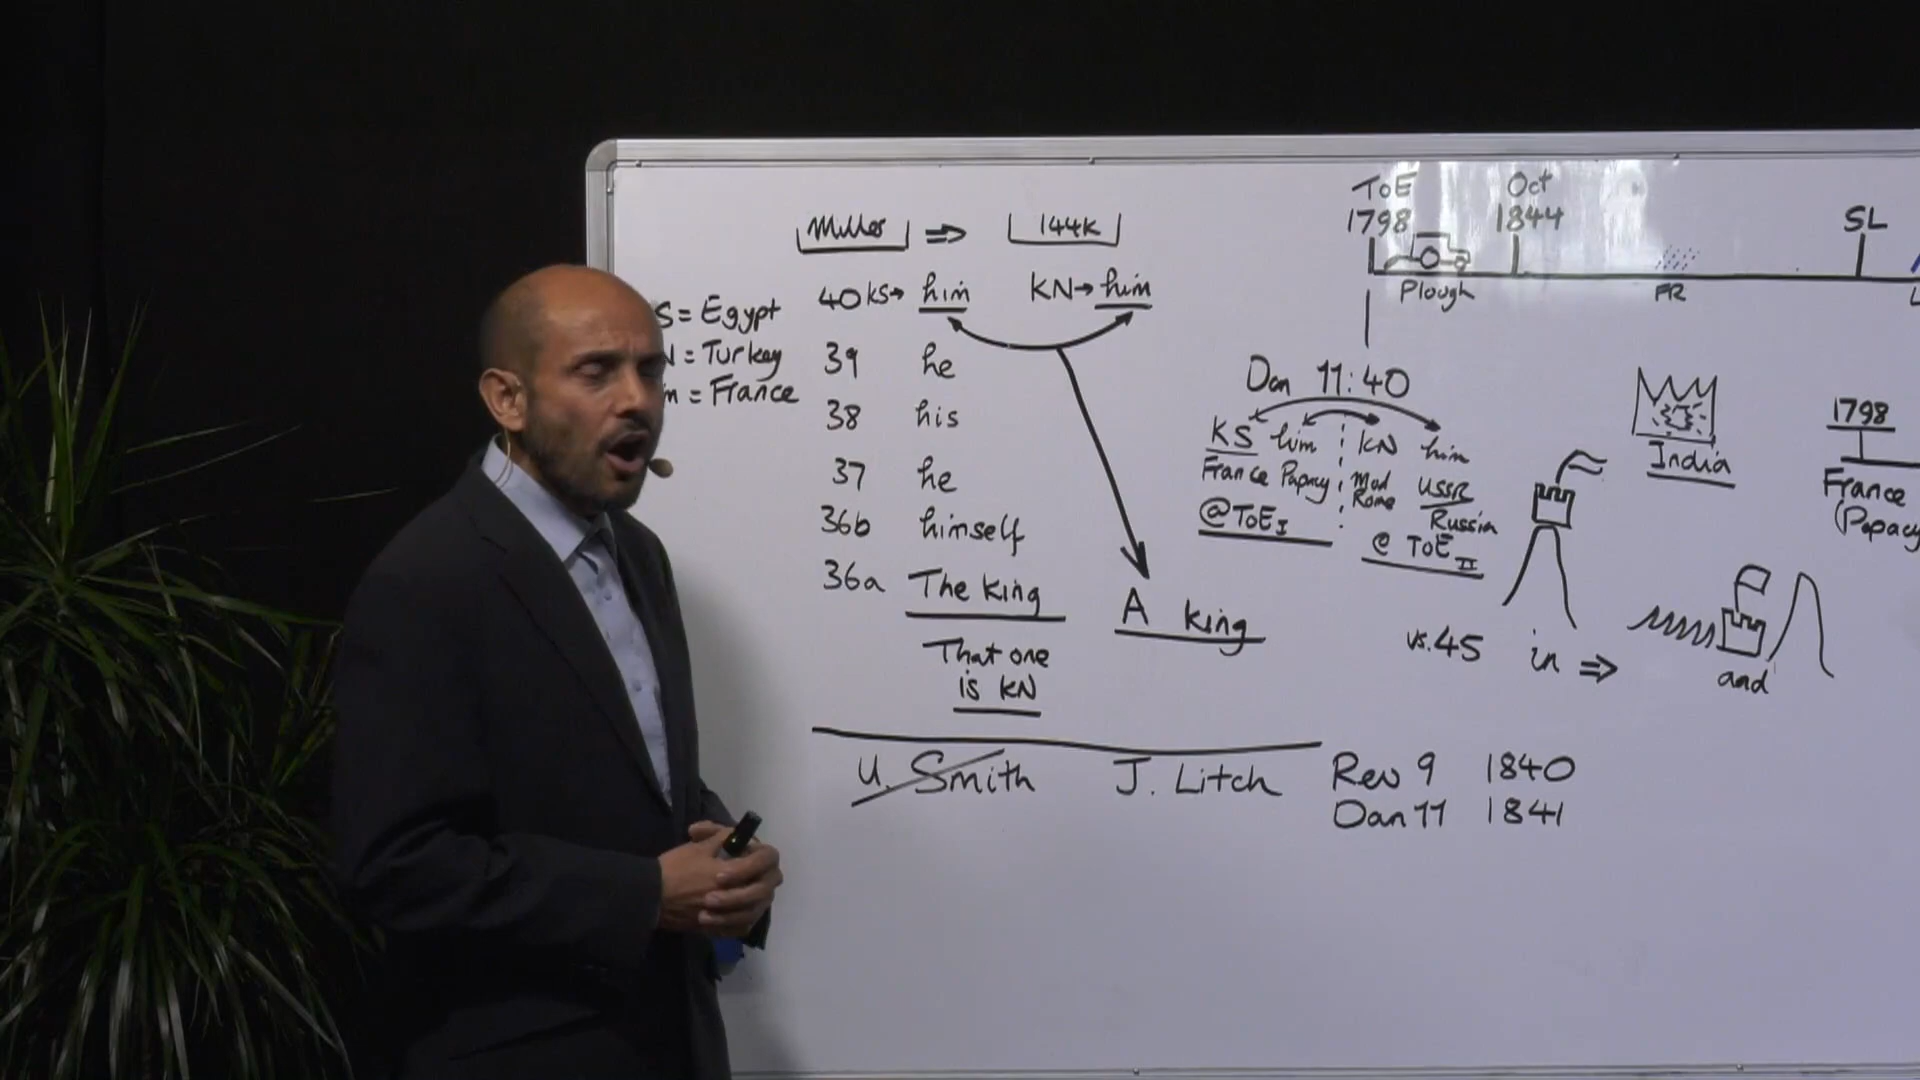 Miller ⇒ 144K
40 KS→ him KN→him
39 he
38 his
37 he
36b himself
36a The king
A king
That one
is KN
S = Egypt
N = Turkey
m = France
U. Smith J. Litch
Rev 9 1840
Dan 11 1841
ToE
1798
Oct
1844
SL
Plough
FR
Dan 11:40
KS him KN him
France Papacy Mod Rome USSR
Russia
@ToE I
@ ToE II
vs.45 in ⇒
and
India
1798
France
(Papacy